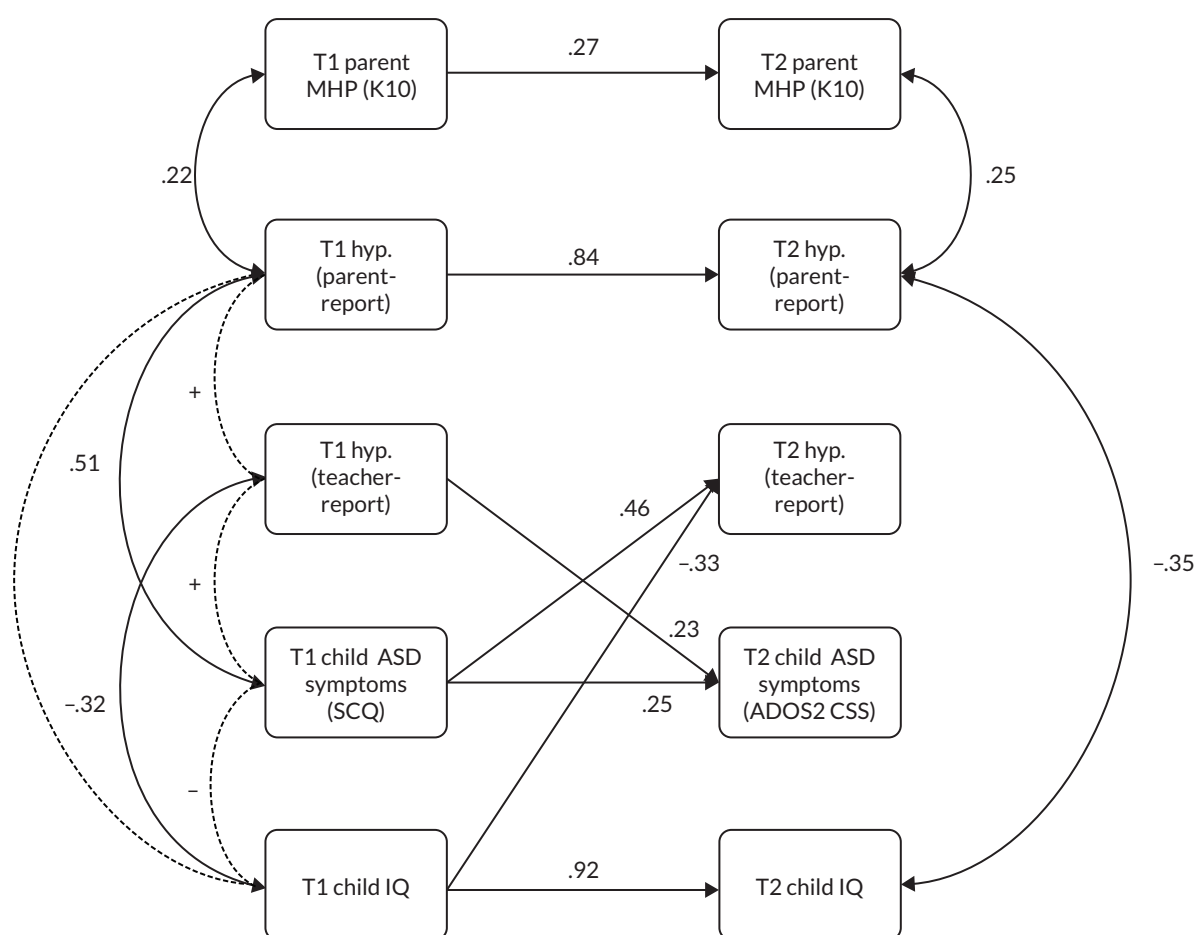 T1 parent
MHP (K10)
.27
T2 parent
MHP (K10)
.22
.25
T1 hyp.
(parent-
report)
.84
T2 hyp.
(parent-
report)
+
.51
T1 hyp.
(teacher-
report)
T2 hyp.
(teacher-
report)
.46
–.33
–.35
+
.23
T1 child ASD
symptoms
(SCQ)
T2 child ASD
symptoms
(ADOS2 CSS)
–.32
.25
–
T1 child IQ
.92
T2 child IQ